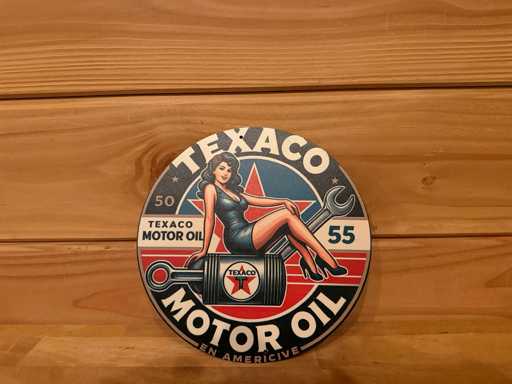 TEXACO
50
TEXACO
MOTOR OIL
55
TEXACO
T
MOTOR OIL
EN AMERICIVE